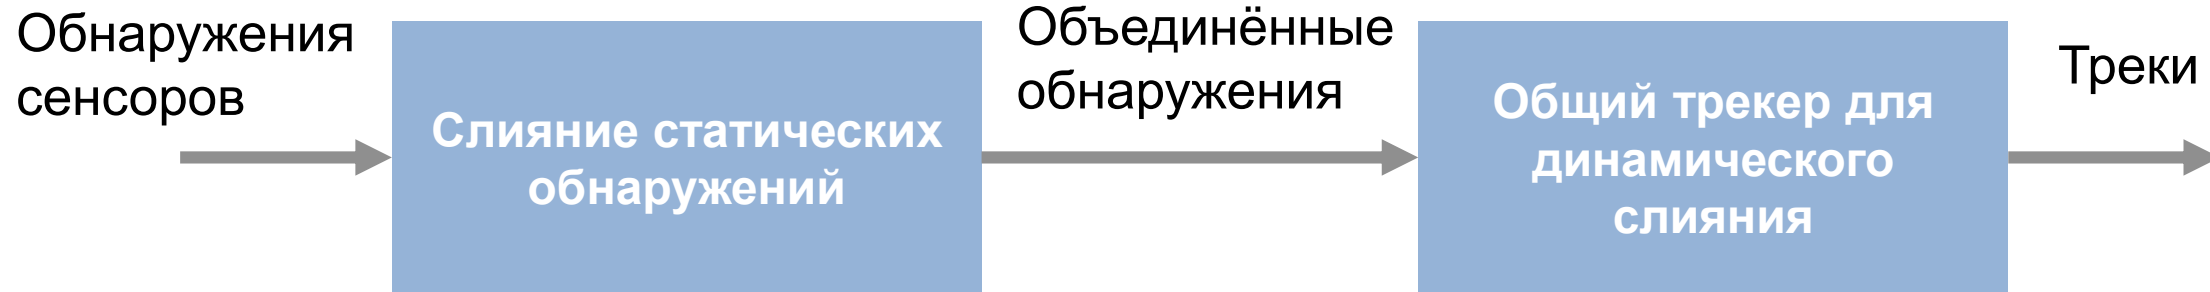 Обнаружения
сенсоров
Слияние статических
обнаружений
Объединённые
обнаружения
Общий трекер для
динамического
слияния
Треки